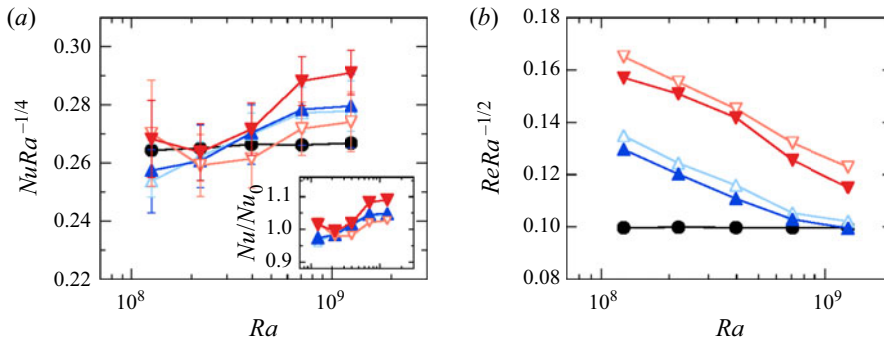 (a)
0.30
0.28
0.26
0.24
0.22
NuRa^{-1/4}
1.1
1.0
0.9
Nu/Nu_0
10^8
10^9
Ra
(b)
0.18
0.16
0.14
0.12
0.10
0.08
ReRa^{-1/2}
10^8
10^9
Ra